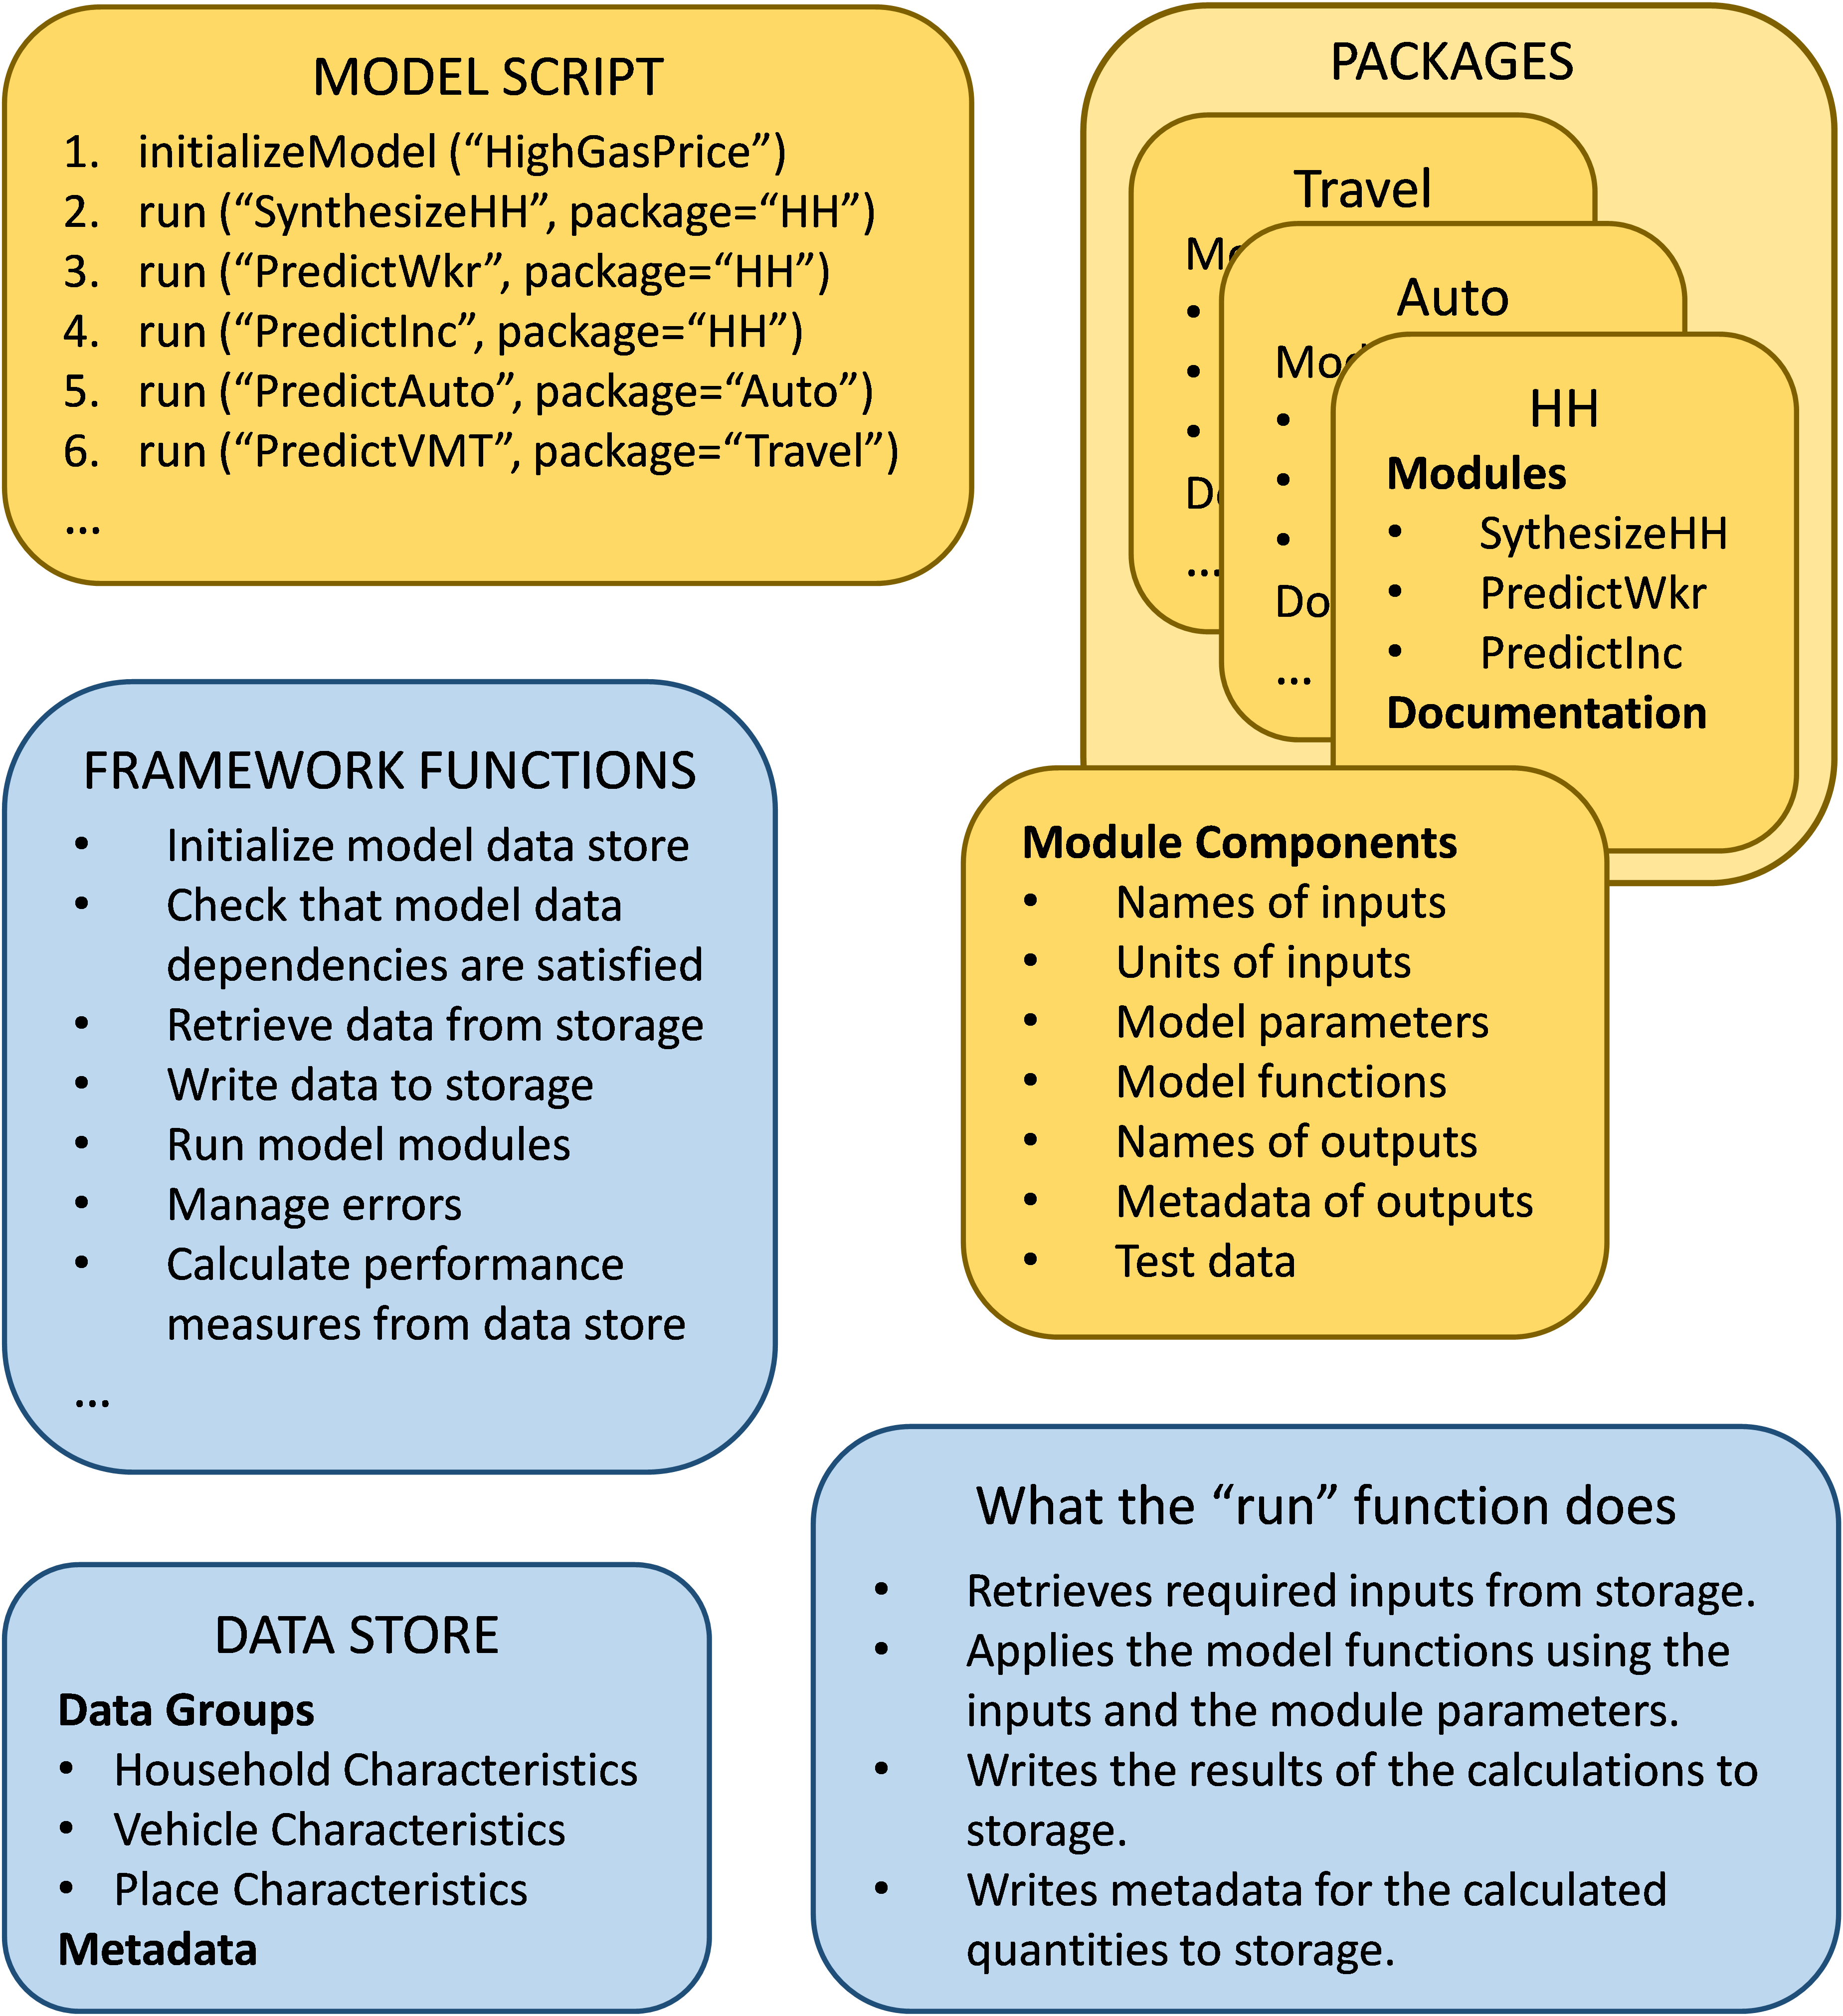 MODEL SCRIPT
1. initializeModel (“HighGasPrice”)
2. run (“SynthesizeHH”, package=“HH”)
3. run (“PredictWkr”, package=“HH”)
4. run (“PredictInc”, package=“HH”)
5. run (“PredictAuto”, package=“Auto”)
6. run (“PredictVMT”, package=“Travel”)
...
PACKAGES
Travel
Mo
•
•
•
...
Auto
Mod
•
•
•
Do
...
HH
Modules
• SythesizeHH
• PredictWkr
• PredictInc
Documentation
Module Components
• Names of inputs
• Units of inputs
• Model parameters
• Model functions
• Names of outputs
• Metadata of outputs
• Test data
FRAMEWORK FUNCTIONS
• Initialize model data store
• Check that model data
dependencies are satisfied
• Retrieve data from storage
• Write data to storage
• Run model modules
• Manage errors
• Calculate performance
measures from data store
...
DATA STORE
Data Groups
• Household Characteristics
• Vehicle Characteristics
• Place Characteristics
Metadata
What the “run” function does
• Retrieves required inputs from storage.
• Applies the model functions using the
inputs and the module parameters.
• Writes the results of the calculations to
storage.
• Writes metadata for the calculated
quantities to storage.